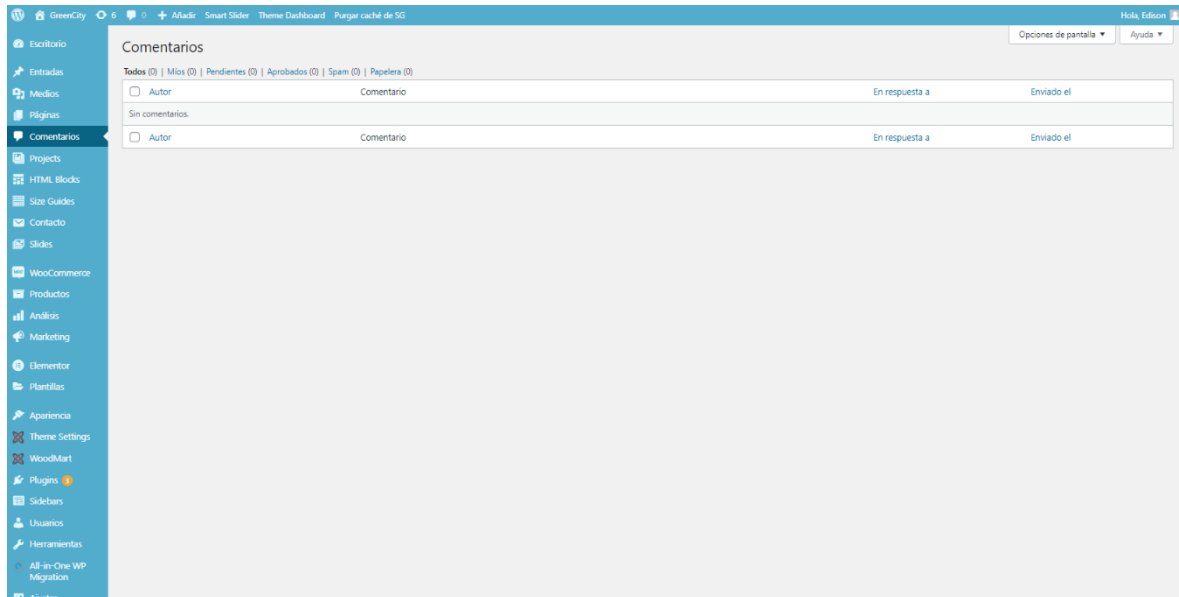 GreenCity 6 0 + Añadir Smart Slider Theme Dashboard Purgar caché de SG Hola, Edison
Opciones de pantalla ▼ Ayuda ▼
Escritorio
Entradas
Medios
Páginas
Comentarios
Projects
HTML Blocks
Size Guides
Contacto
Slides
WooCommerce
Productos
Análisis
Marketing
Elementor
Plantillas
Apariencia
Theme Settings
WoodMart
Plugins 3
Sidebars
Usuarios
Herramientas
All-in-One WP
Migration
Ajustes
Comentarios
Todos (0) | Míos (0) | Pendientes (0) | Aprobados (0) | Spam (0) | Papelera (0)
Autor Comentario En respuesta a Enviado el
Sin comentarios.
Autor Comentario En respuesta a Enviado el